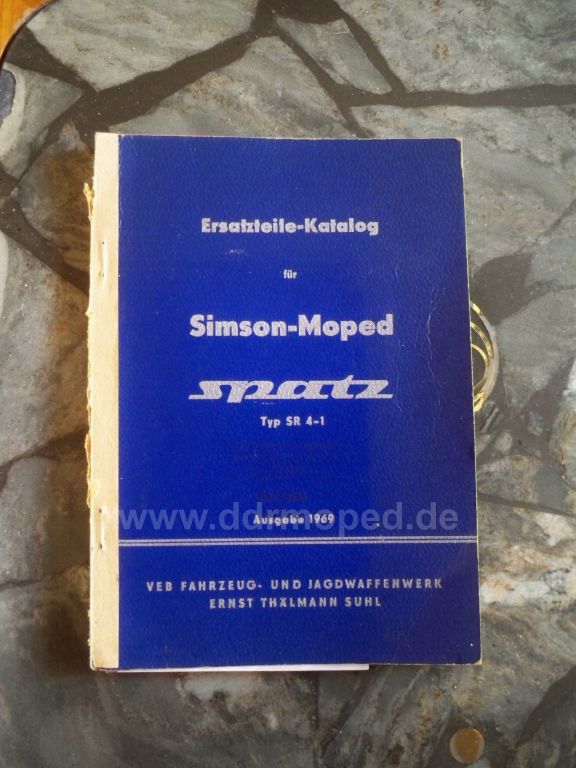 Ersatzteile-Katalog
für
Simson-Moped
spatz
Typ SR 4-1
www.ddrmoped.de
Ausgabe 1969
VEB FAHRZEUG- UND JAGDWAFFENWERK
ERNST THÄLMANN SUHL